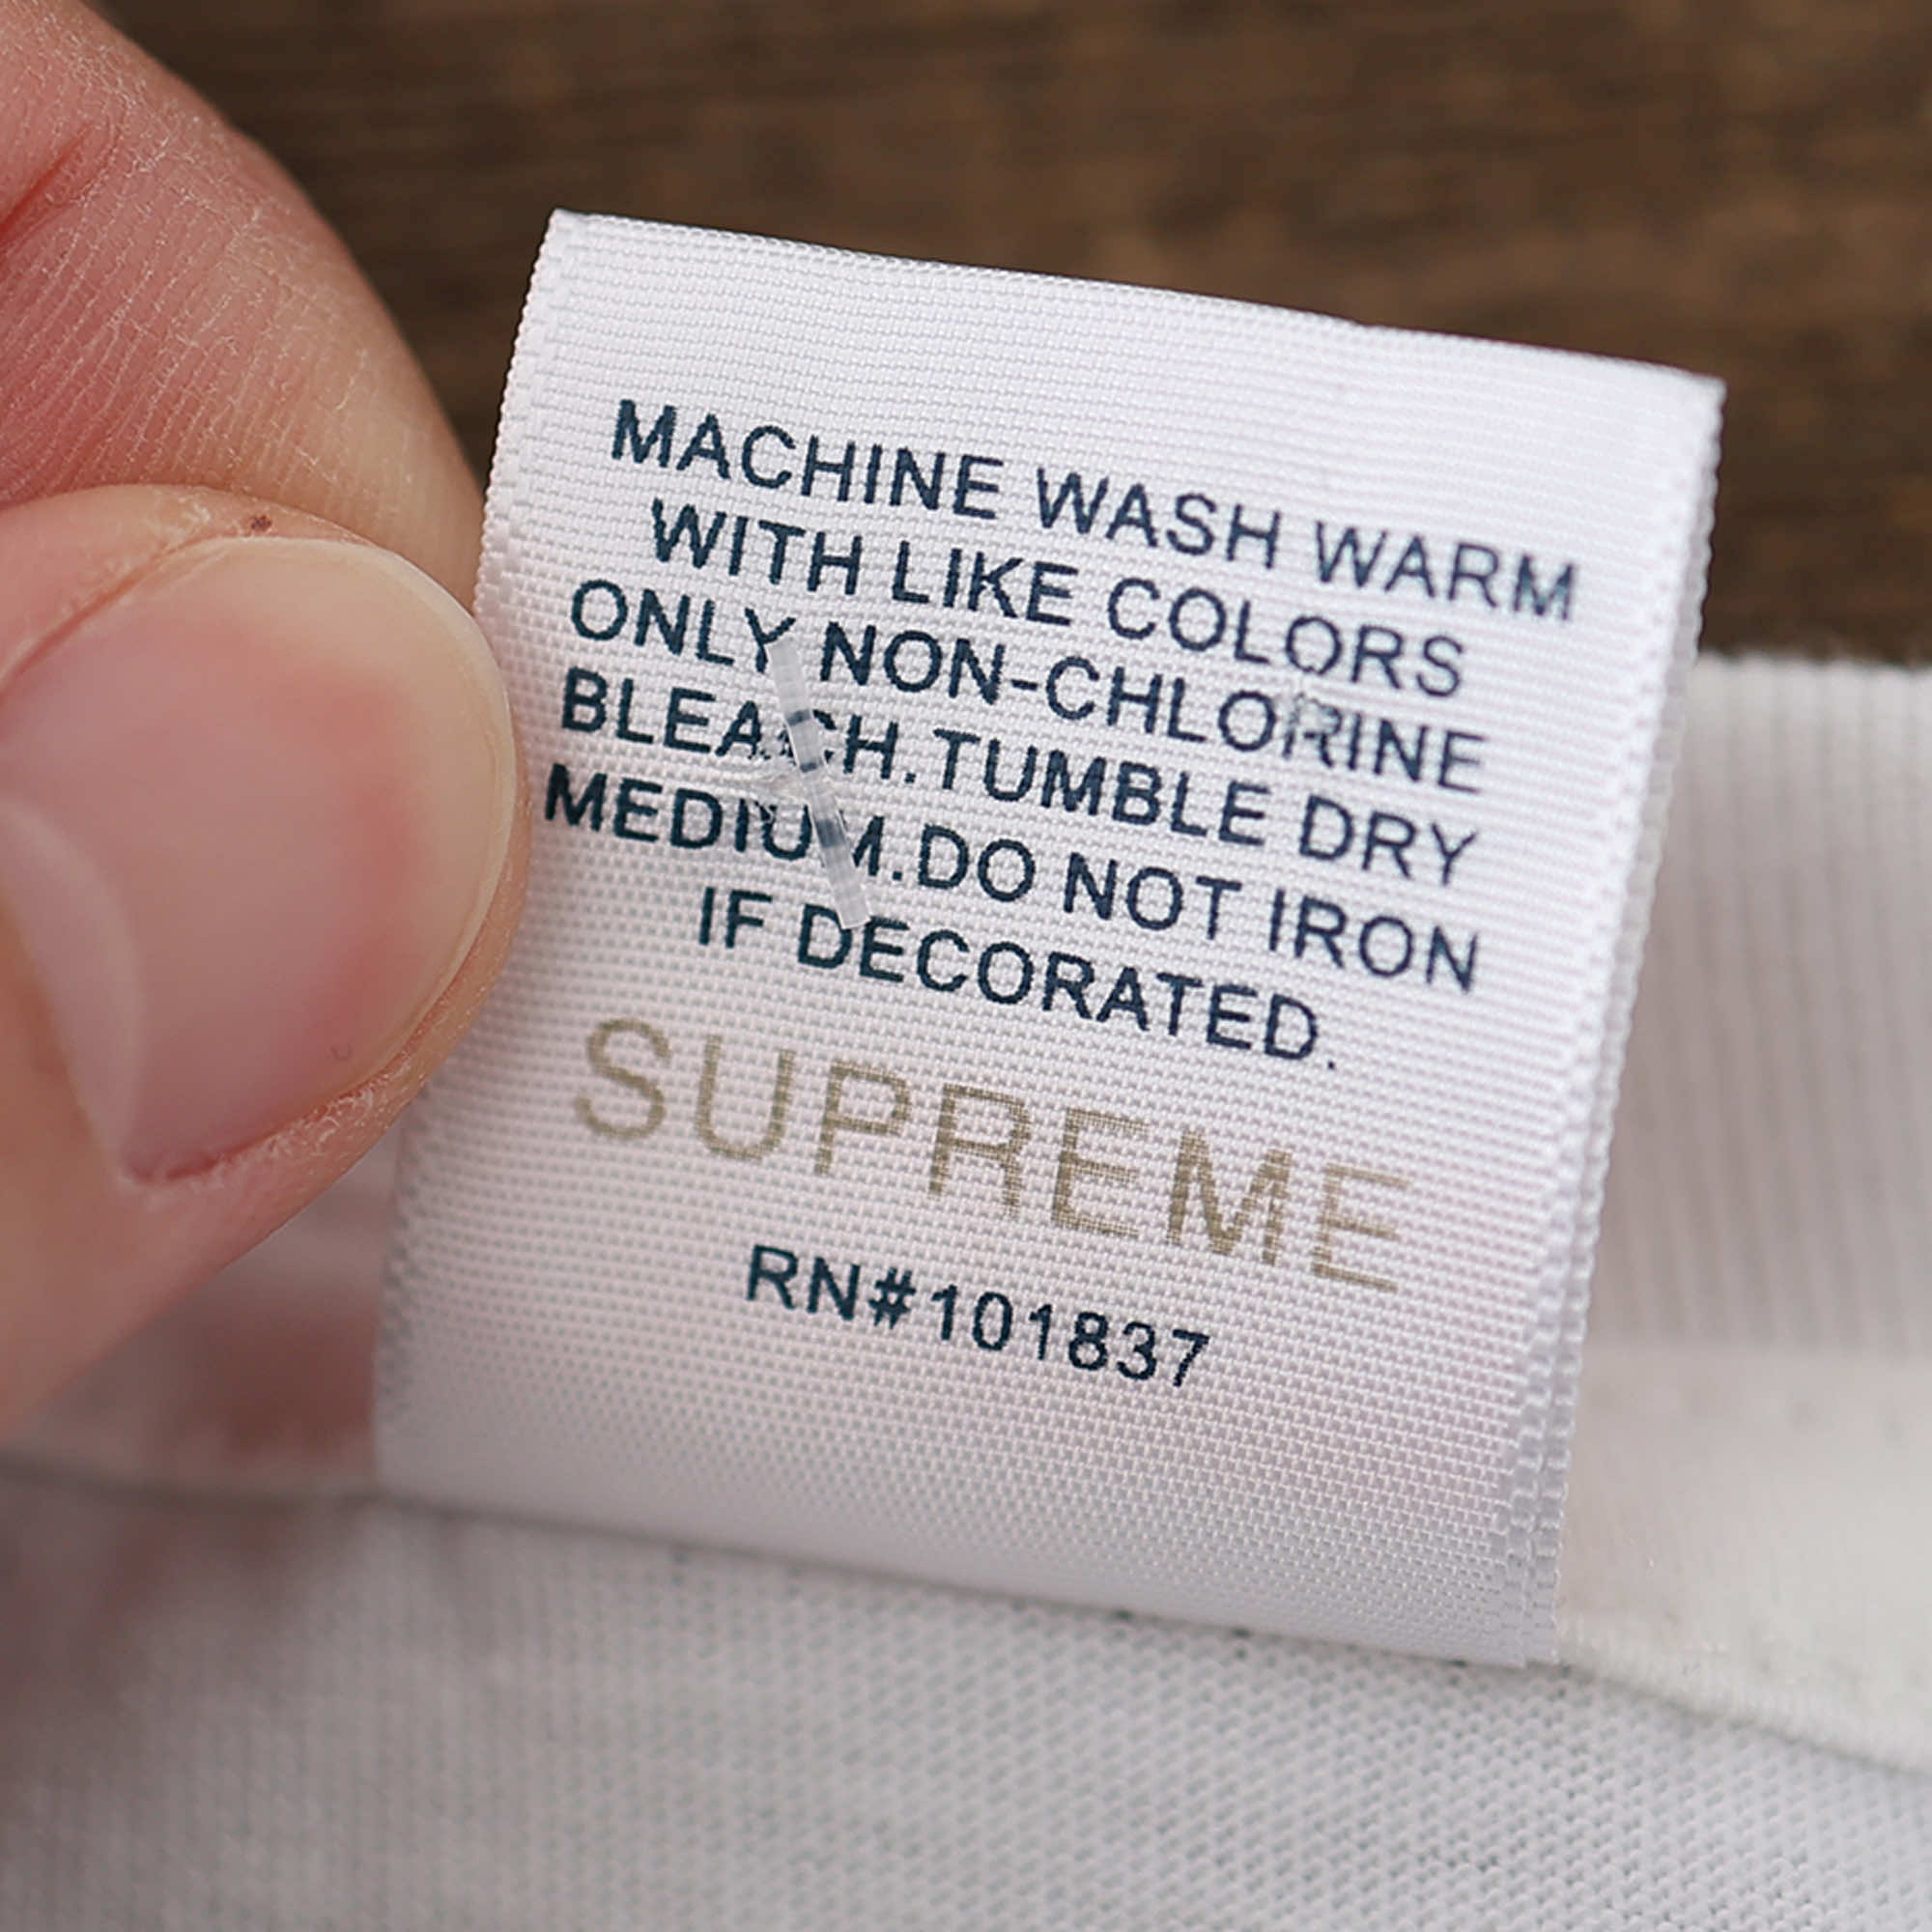 MACHINE WASH WARM
WITH LIKE COLORS
ONLY NON-CHLORINE
BLEACH.TUMBLE DRY
MEDIUM.DO NOT IRON
IF DECORATED.
SUPREME
RN#101837